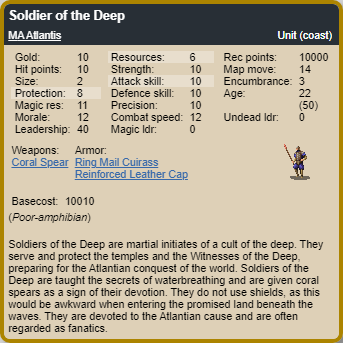 Soldier of the Deep
MA Atlantis Unit (coast)
Gold: 10 Resources: 6 Rec points: 10000
Hit points: 10 Strength: 10 Map move: 14
Size: 2 Attack skill: 10 Encumbrance: 3
Protection: 8 Defence skill: 10 Age: 22
Magic res: 11 Precision: 10 (50)
Morale: 12 Combat speed: 12 Undead ldr: 0
Leadership: 40 Magic ldr: 0
Weapons: Armor:
Coral Spear Ring Mail Cuirass
Reinforced Leather Cap
Basecost: 10010
(Poor-amphibian)
Soldiers of the Deep are martial initiates of a cult of the deep. They
serve and protect the temples and the Witnesses of the Deep,
preparing for the Atlantian conquest of the world. Soldiers of the
Deep are taught the secrets of waterbreathing and are given coral
spears as a sign of their devotion. They do not use shields, as this
would be awkward when entering the promised land beneath the
waves. They are devoted to the Atlantian cause and are often
regarded as fanatics.